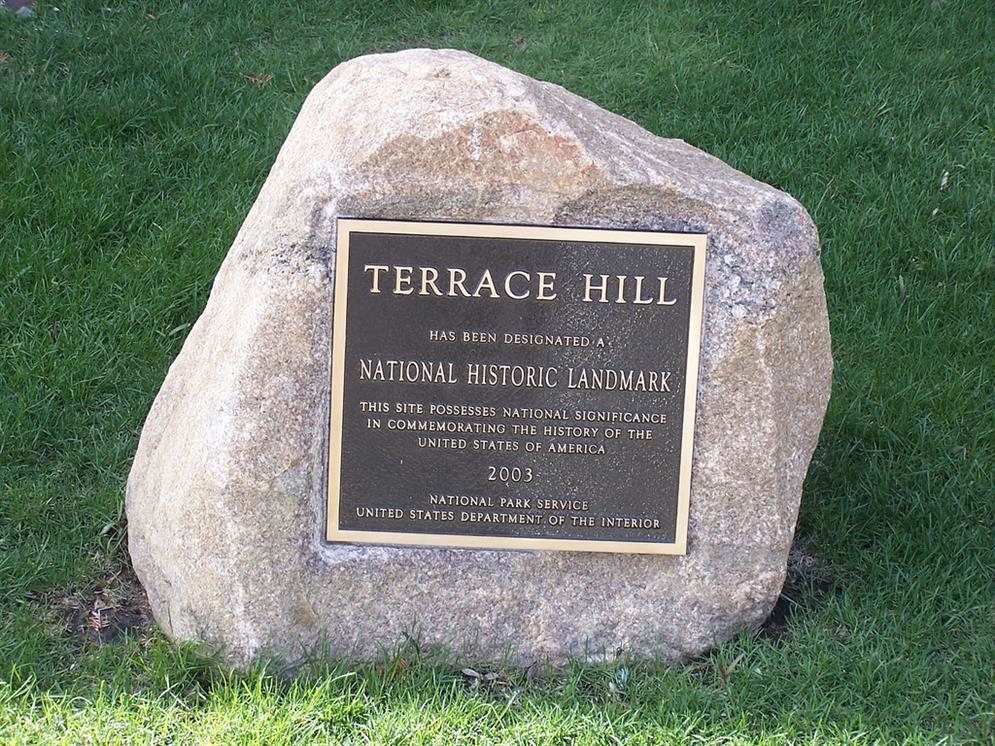 TERRACE HILL
HAS BEEN DESIGNATED A
NATIONAL HISTORIC LANDMARK
THIS SITE POSSESSES NATIONAL SIGNIFICANCE
IN COMMEMORATING THE HISTORY OF THE
UNITED STATES OF AMERICA
2003
NATIONAL PARK SERVICE
UNITED STATES DEPARTMENT OF THE INTERIOR